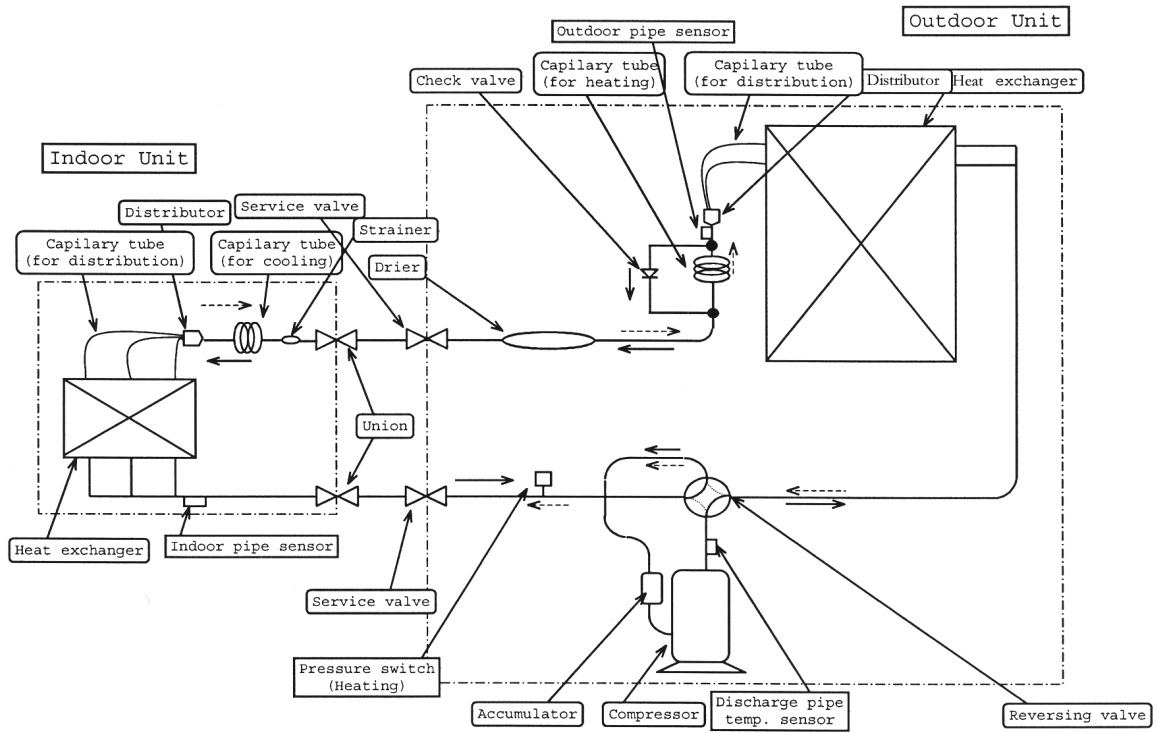 Outdoor Unit
Outdoor pipe sensor
Check valve
Capilary tube
(for heating)
Capilary tube
(for distribution)
Distributor
Heat exchanger
Indoor Unit
Distributor
Service valve
Strainer
Capilary tube
(for distribution)
Capilary tube
(for cooling)
Drier
Union
Heat exchanger
Indoor pipe sensor
Service valve
Pressure switch
(Heating)
Accumulator
Compressor
Discharge pipe
temp. sensor
Reversing valve